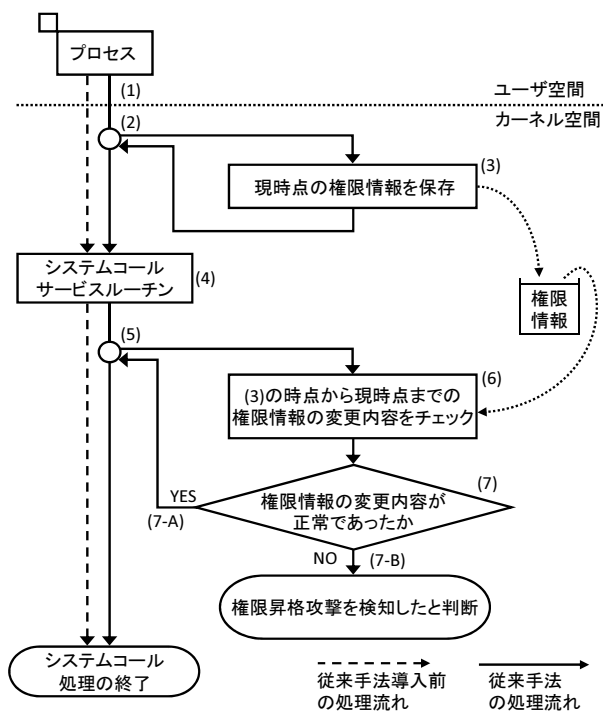 プロセス
(1)
ユーザ空間
カーネル空間
(2)
(3)
現時点の権限情報を保存
システムコール
サービスルーチン
(4)
権限
情報
(5)
(6)
(3)の時点から現時点までの
権限情報の変更内容をチェック
(7)
権限情報の変更内容が
正常であったか
YES
(7-A)
NO
(7-B)
権限昇格攻撃を検知したと判断
システムコール
処理の終了
従来手法導入前
の処理流れ
従来手法
の処理流れ